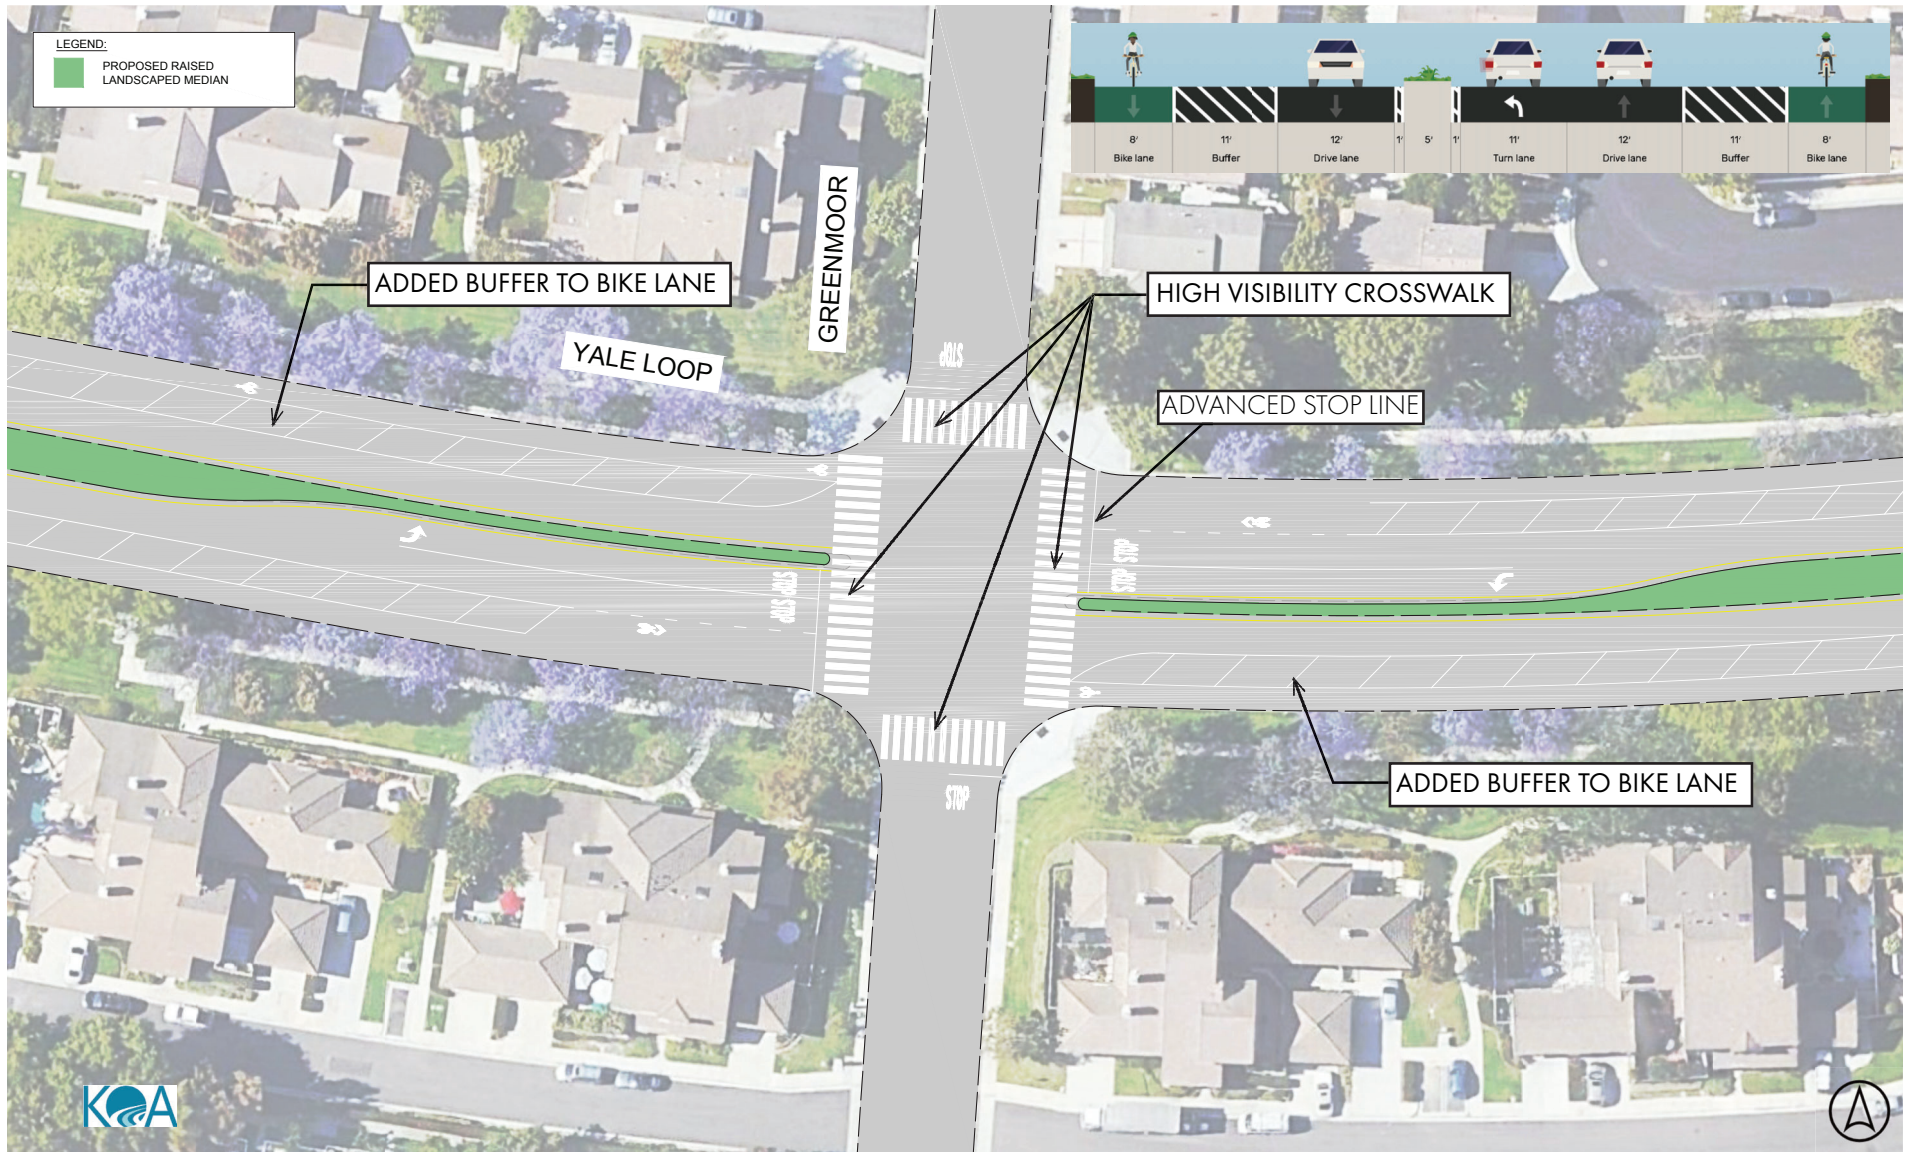 LEGEND:
PROPOSED RAISED
LANDSCAPED MEDIAN
8'
11'
12'
1'
5'
1'
11'
12'
11'
8'
Bike lane
Buffer
Drive lane
Turn lane
Drive lane
Buffer
Bike lane
GREENMOOR
ADDED BUFFER TO BIKE LANE
HIGH VISIBILITY CROSSWALK
YALE LOOP
STOP
ADVANCED STOP LINE
STOP STOP
STOP STOP
STOP
ADDED BUFFER TO BIKE LANE
KOA